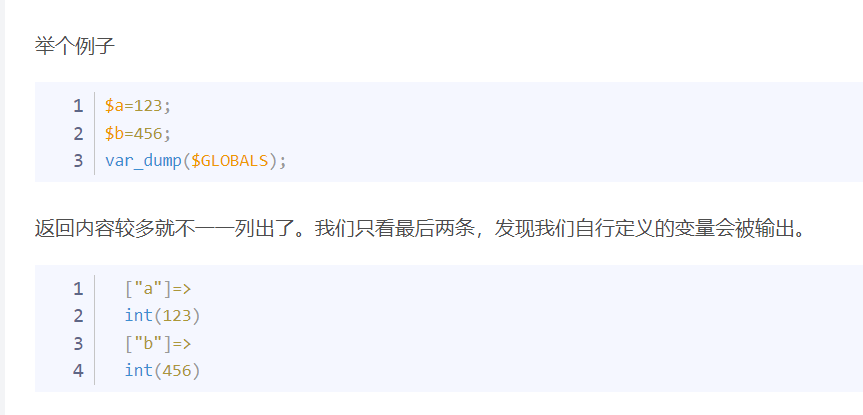 举个例子
1 $a=123;
2 $b=456;
3 var_dump($GLOBALS);
返回内容较多就不一一列出了。我们只看最后两条，发现我们自行定义的变量会被输出。
1 ["a"]=>
2 int(123)
3 ["b"]=>
4 int(456)